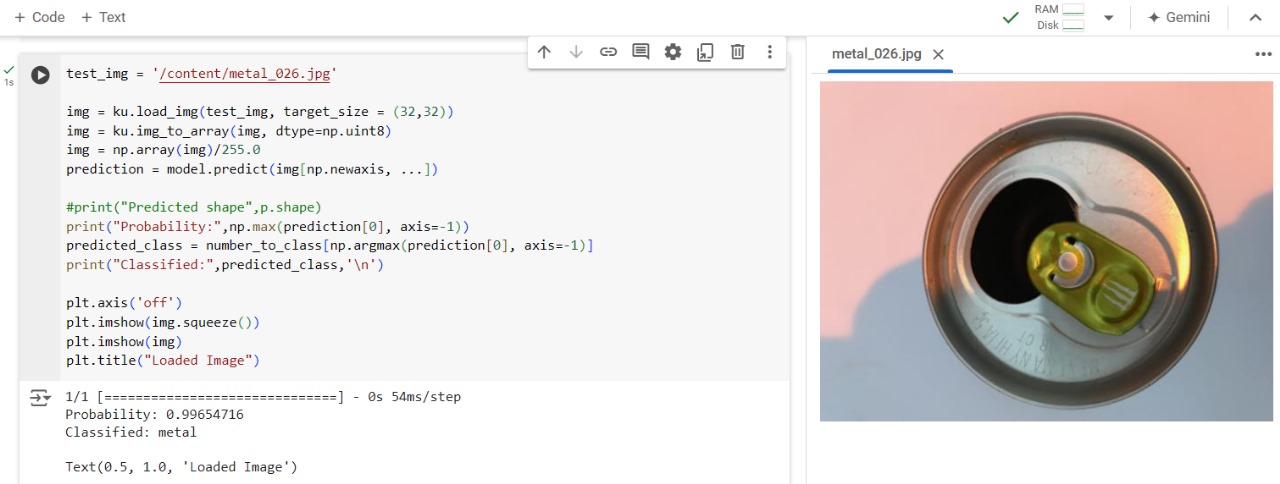 + Code + Text
RAM
Disk
Gemini
metal_026.jpg
1s
test_img = '/content/metal_026.jpg'
img = ku.load_img(test_img, target_size = (32,32))
img = ku.img_to_array(img, dtype=np.uint8)
img = np.array(img)/255.0
prediction = model.predict(img[np.newaxis, ...])
#print("Predicted shape",p.shape)
print("Probability:",np.max(prediction[0], axis=-1))
predicted_class = number_to_class[np.argmax(prediction[0], axis=-1)]
print("Classified:",predicted_class,'\n')
plt.axis('off')
plt.imshow(img.squeeze())
plt.imshow(img)
plt.title("Loaded Image")
1/1 [==============================] - 0s 54ms/step
Probability: 0.99654716
Classified: metal
Text(0.5, 1.0, 'Loaded Image')